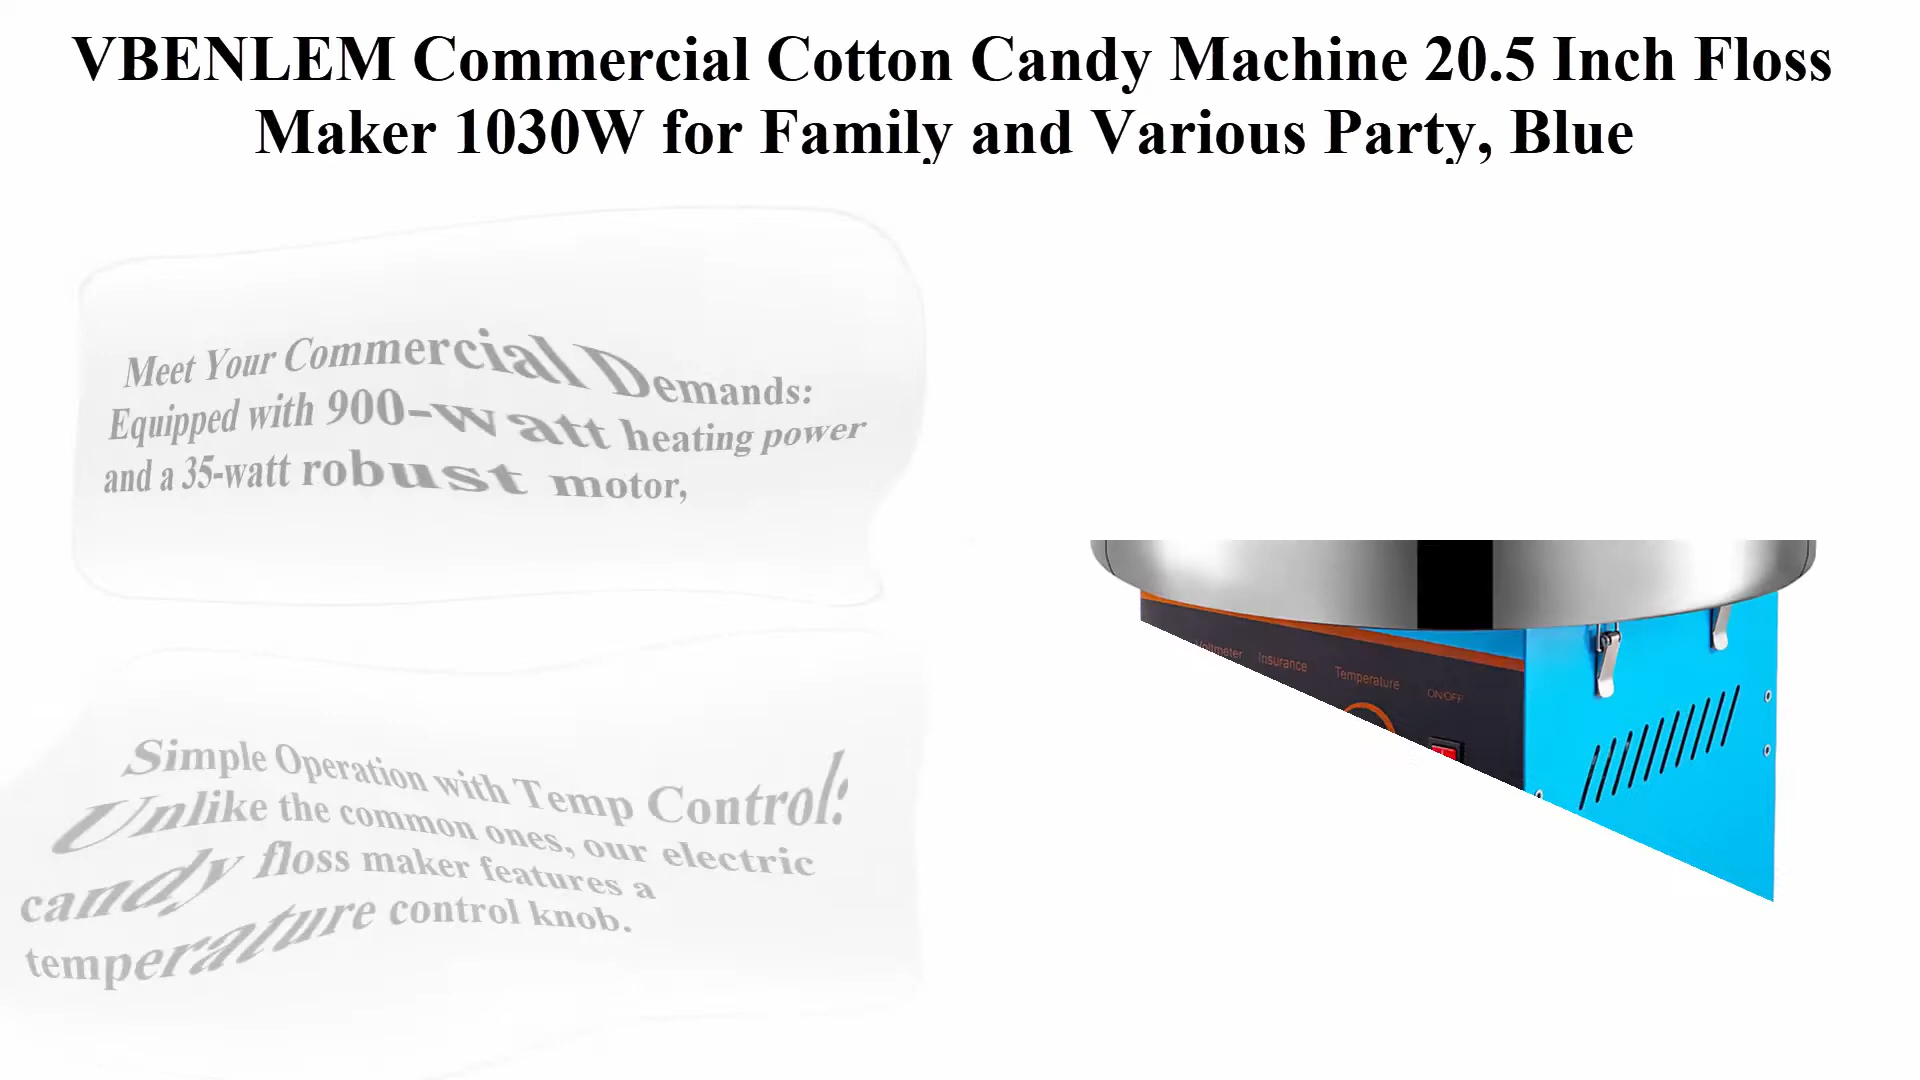 VBENLEM Commercial Cotton Candy Machine 20.5 Inch Floss
Maker 1030W for Family and Various Party, Blue
Meet Your Commercial Demands:
Equipped with 900-watt heating power
and a 35-watt robust motor,
Simple Operation with Temp Control:
Unlike the common ones, our electric
candy floss maker features a
temperature control knob.
Voltmeter Insurance Temperature ON/OFF